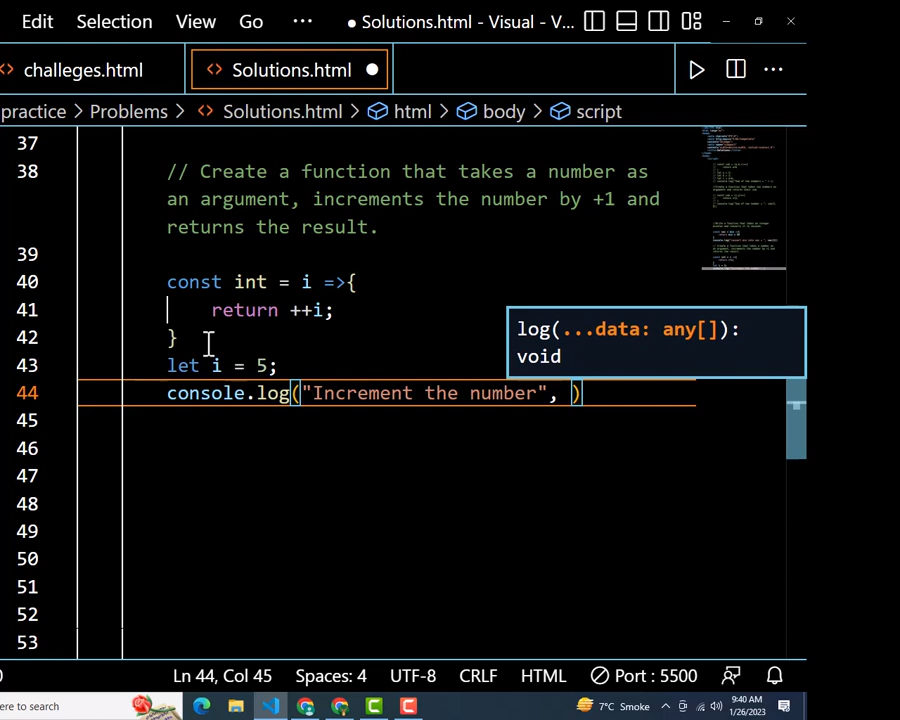 Edit Selection View Go ··· ● Solutions.html - Visual - V...
<> challeges.html <> Solutions.html ●
practice > Problems > <> Solutions.html > html > body > script
37
38 // Create a function that takes a number as
an argument, increments the number by +1 and
returns the result.
39
40 const int = i =>{
41 return ++i;
42 }
43 let i = 5;
44 console.log("Increment the number", )
log(...data: any[]):
void
45
46
47
48
49
50
51
52
53
0 Ln 44, Col 45 Spaces: 4 UTF-8 CRLF HTML Port : 5500
ere to search 7°C Smoke 9:40 AM
1/26/2023